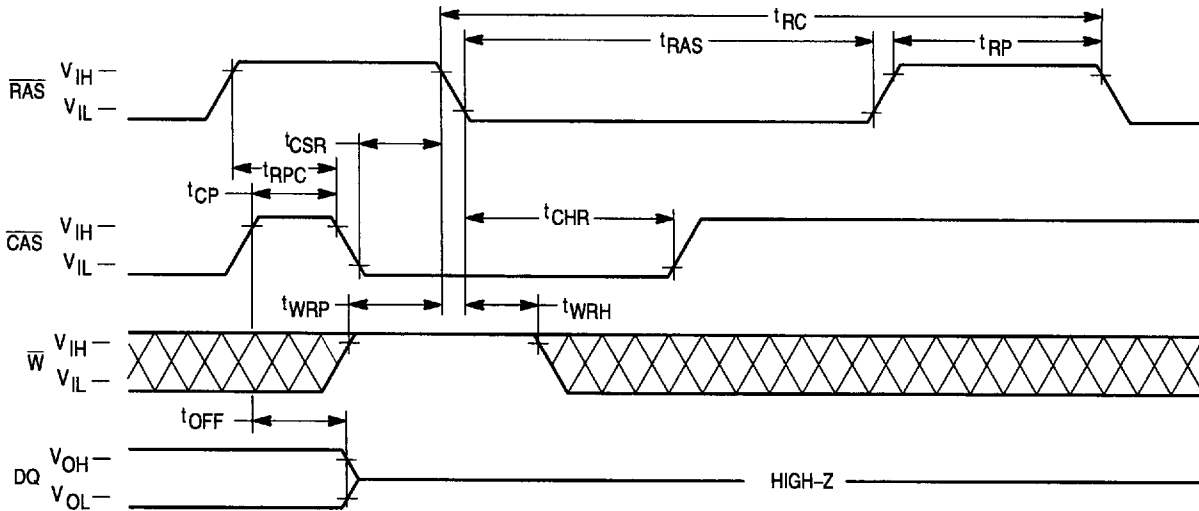 tRC
tRAS
tRP
RAS
VIH
VIL
tCSR
tRPC
tCP
CAS
VIH
VIL
tCHR
tWRP
tWRH
W
VIH
VIL
tOFF
DQ
VOH
VOL
HIGH–Z